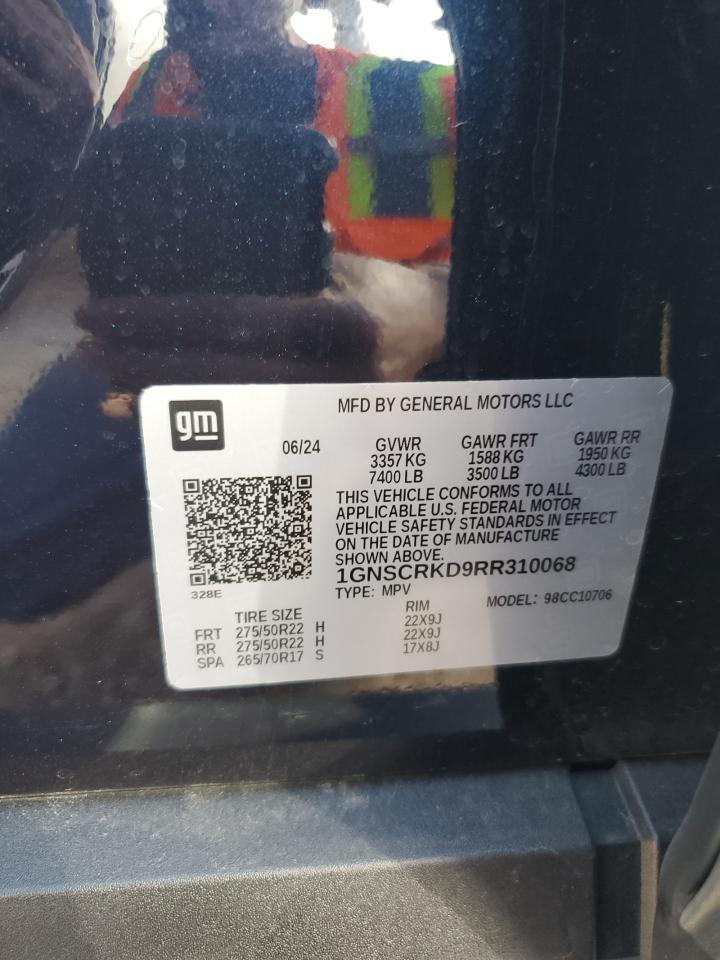 gm
MFD BY GENERAL MOTORS LLC
06/24
GVWR GAWR FRT GAWR RR
3357 KG 1588 KG 1950 KG
7400 LB 3500 LB 4300 LB
THIS VEHICLE CONFORMS TO ALL
APPLICABLE U.S. FEDERAL MOTOR
VEHICLE SAFETY STANDARDS IN EFFECT
ON THE DATE OF MANUFACTURE
SHOWN ABOVE.
1GNSCRKD9RR310068
328E
TYPE: MPV MODEL: 98CC10706
TIRE SIZE RIM
FRT 275/50R22 H 22X9J
RR 275/50R22 H 22X9J
SPA 265/70R17 S 17X8J